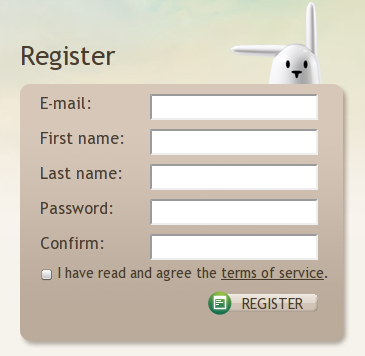 Register
E-mail:
First name:
Last name:
Password:
Confirm:
I have read and agree the terms of service.
REGISTER